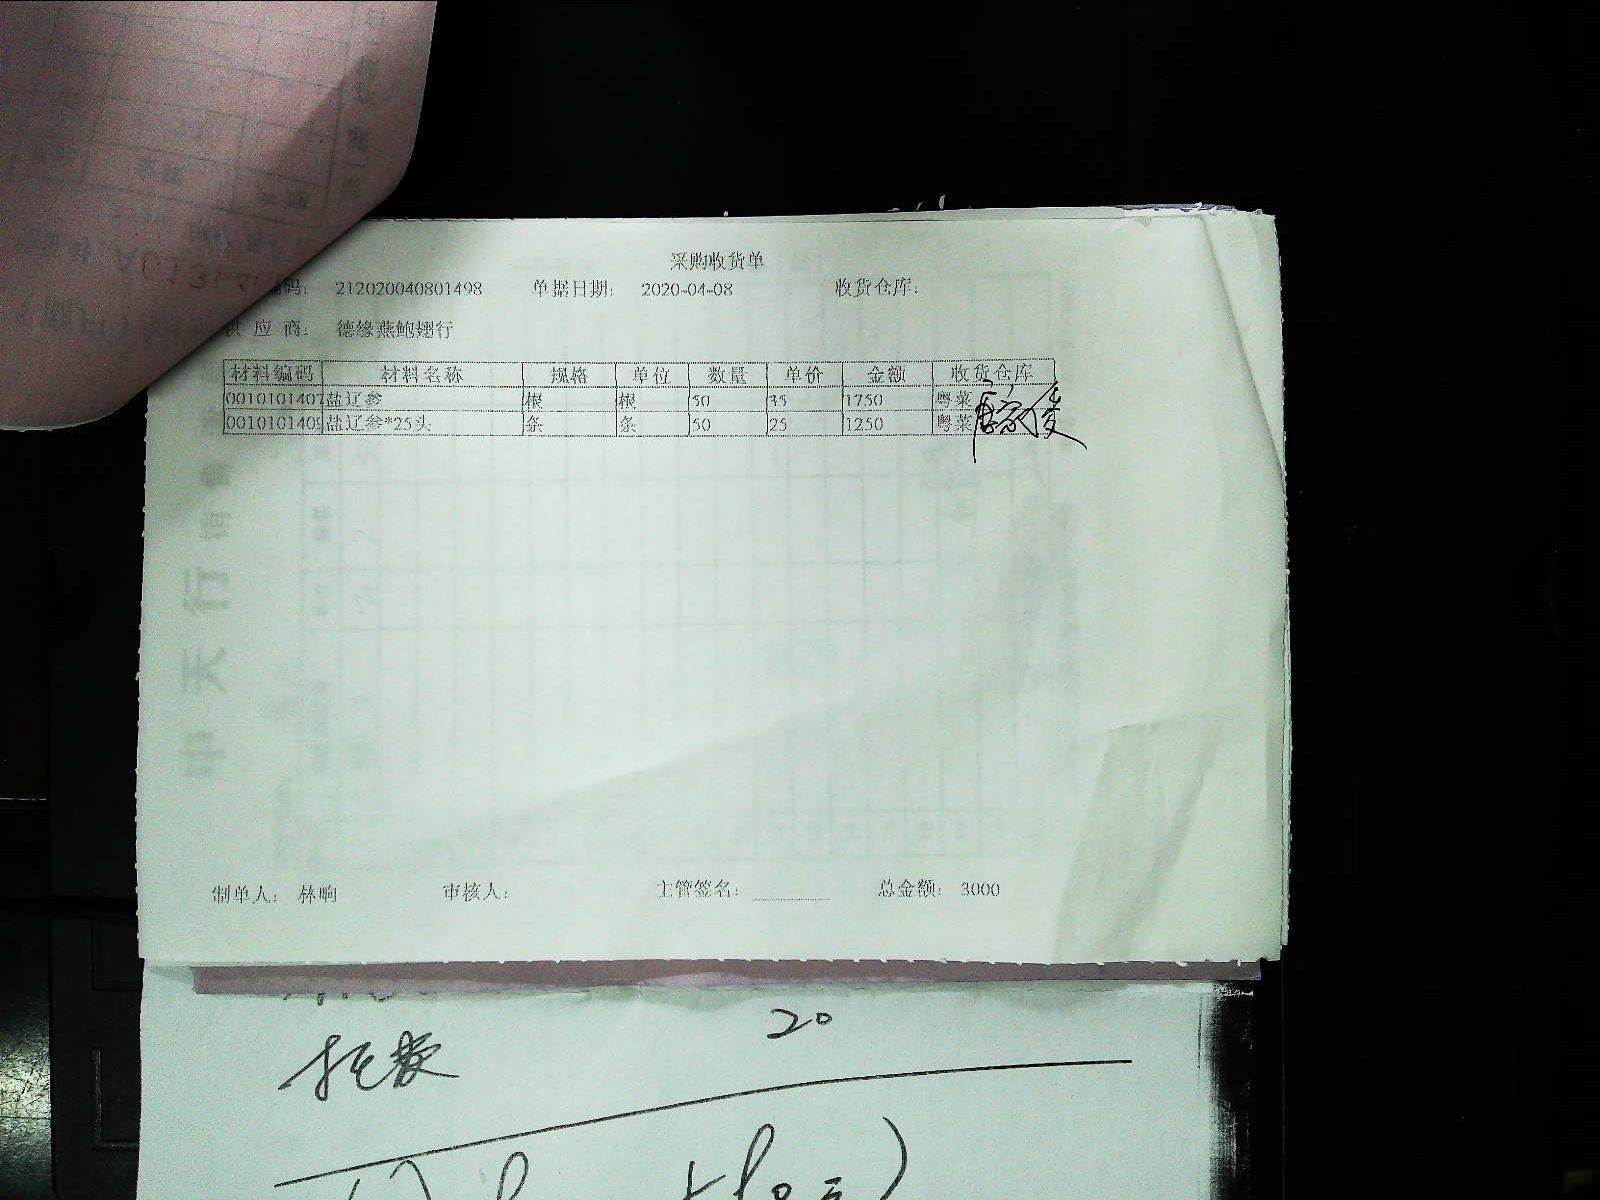 采购收货单
编码： 212020040801498 单据日期： 2020-04-08 收货仓库：
供应商： 德缘燕鲍翅行
材料编码 材料名称 规格 单位 数量 单价 金额 收货仓库
0010101407 盐辽参 根 根 50 35 1750 粤菜
0010101409 盐辽参*25头 条 条 50 25 1250 粤菜
制单人： 林晌 审核人： 主管签名： 总金额： 3000
20